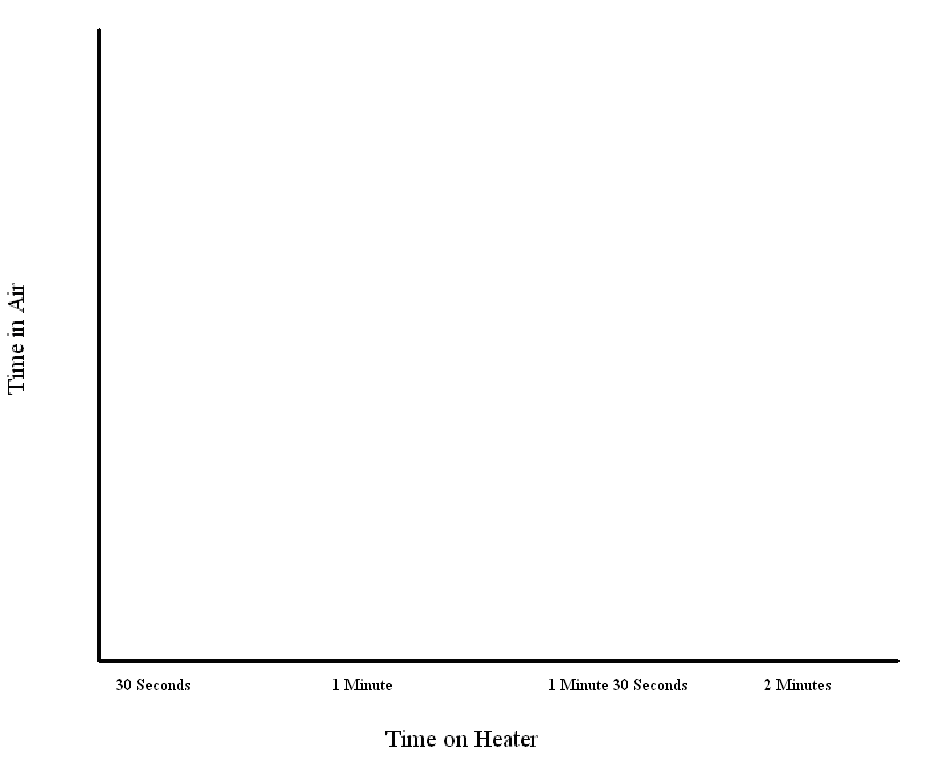 Time in Air
30 Seconds
1 Minute
1 Minute 30 Seconds
2 Minutes
Time on Heater